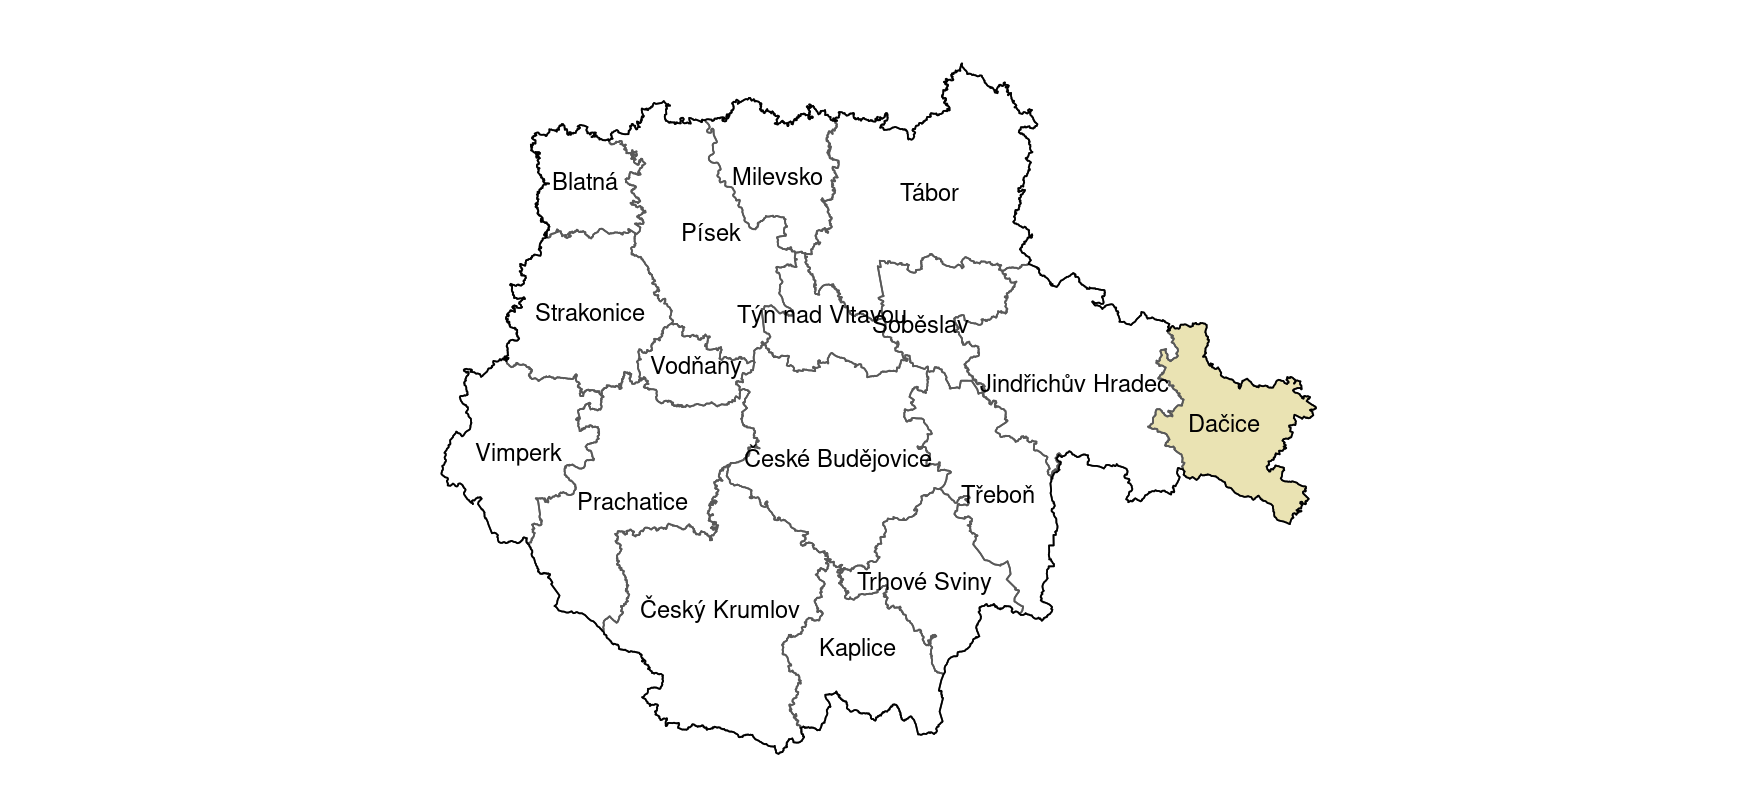 Milevsko
Blatná
Tábor
Písek
Strakonice
Týn nad Vltavou
Soběslav
Vodňany
Jindřichův Hradec
Dačice
Vimperk
České Budějovice
Třeboň
Prachatice
Trhové Sviny
Český Krumlov
Kaplice